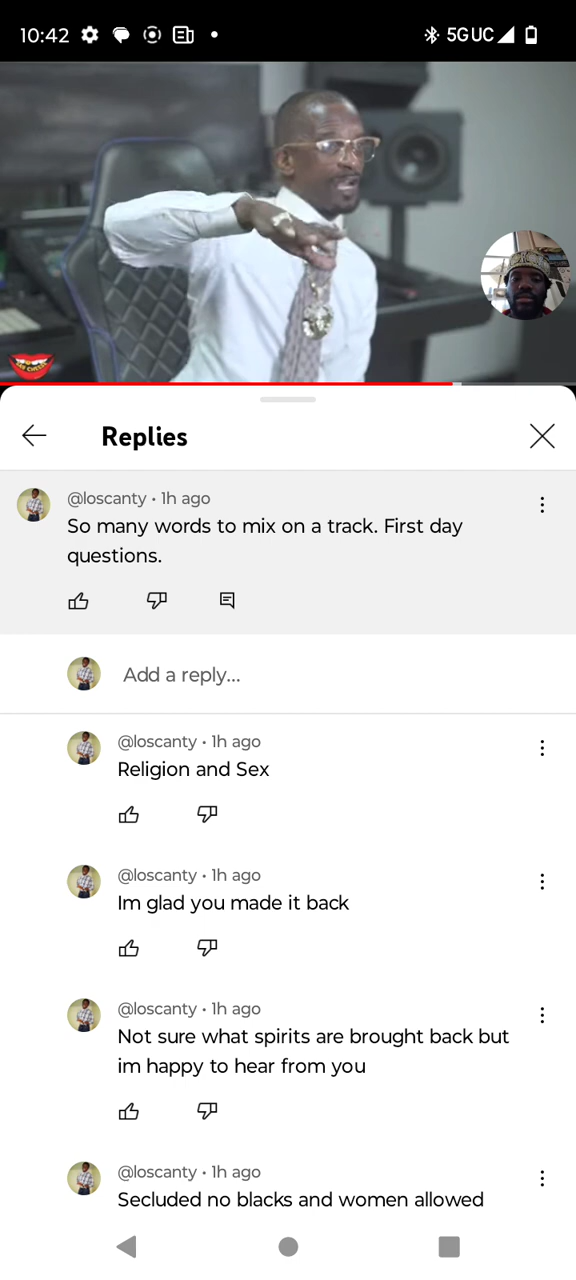 10:42
5G UC
Replies
@loscanty • 1h ago
So many words to mix on a track. First day
questions.
Add a reply...
@loscanty • 1h ago
Religion and Sex
@loscanty • 1h ago
Im glad you made it back
@loscanty • 1h ago
Not sure what spirits are brought back but
im happy to hear from you
@loscanty • 1h ago
Secluded no blacks and women allowed